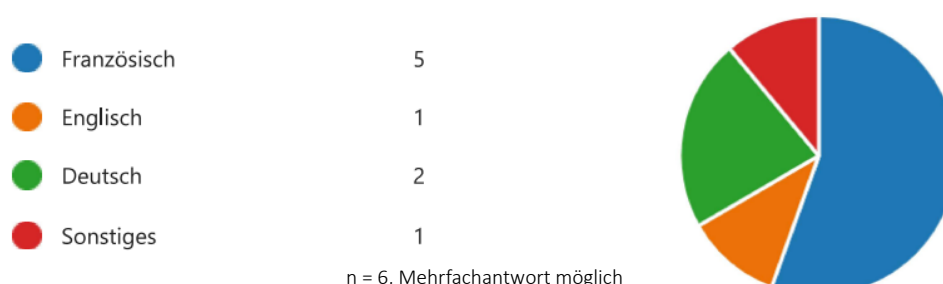 Französisch 5
Englisch 1
Deutsch 2
Sonstiges 1
n = 6. Mehrfachantwort möglich